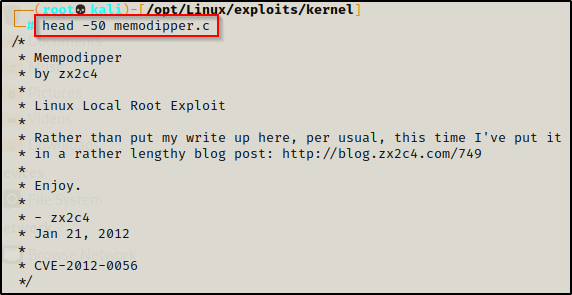 (root💀kali)-[/opt/Linux/exploits/kernel]
# head -50 memodipper.c
/*
 * Mempodipper
 * by zx2c4
 *
 * Linux Local Root Exploit
 *
 * Rather than put my write up here, per usual, this time I've put it
 * in a rather lengthy blog post: http://blog.zx2c4.com/749
 *
 * Enjoy.
 *
 * - zx2c4
 * Jan 21, 2012
 *
 * CVE-2012-0056
 */